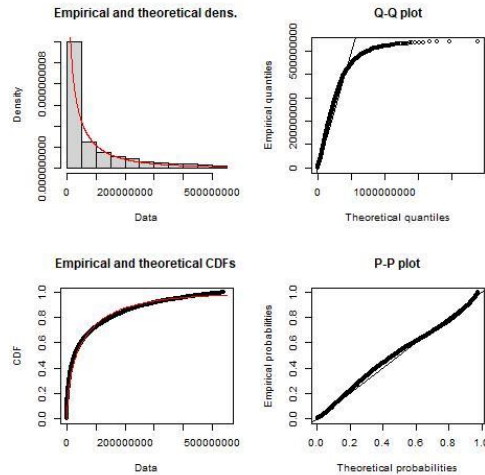 Empirical and theoretical dens.
Density
0.000000000 0.000000008
0 200000000 500000000
Data
Q-Q plot
Empirical quantiles
0 200000000 500000000
0 1000000000
Theoretical quantiles
Empirical and theoretical CDFs
CDF
0.0 0.2 0.4 0.6 0.8 1.0
0 200000000 500000000
Data
P-P plot
Empirical probabilities
0.0 0.2 0.4 0.6 0.8 1.0
0.0 0.2 0.4 0.6 0.8 1.0
Theoretical probabilities